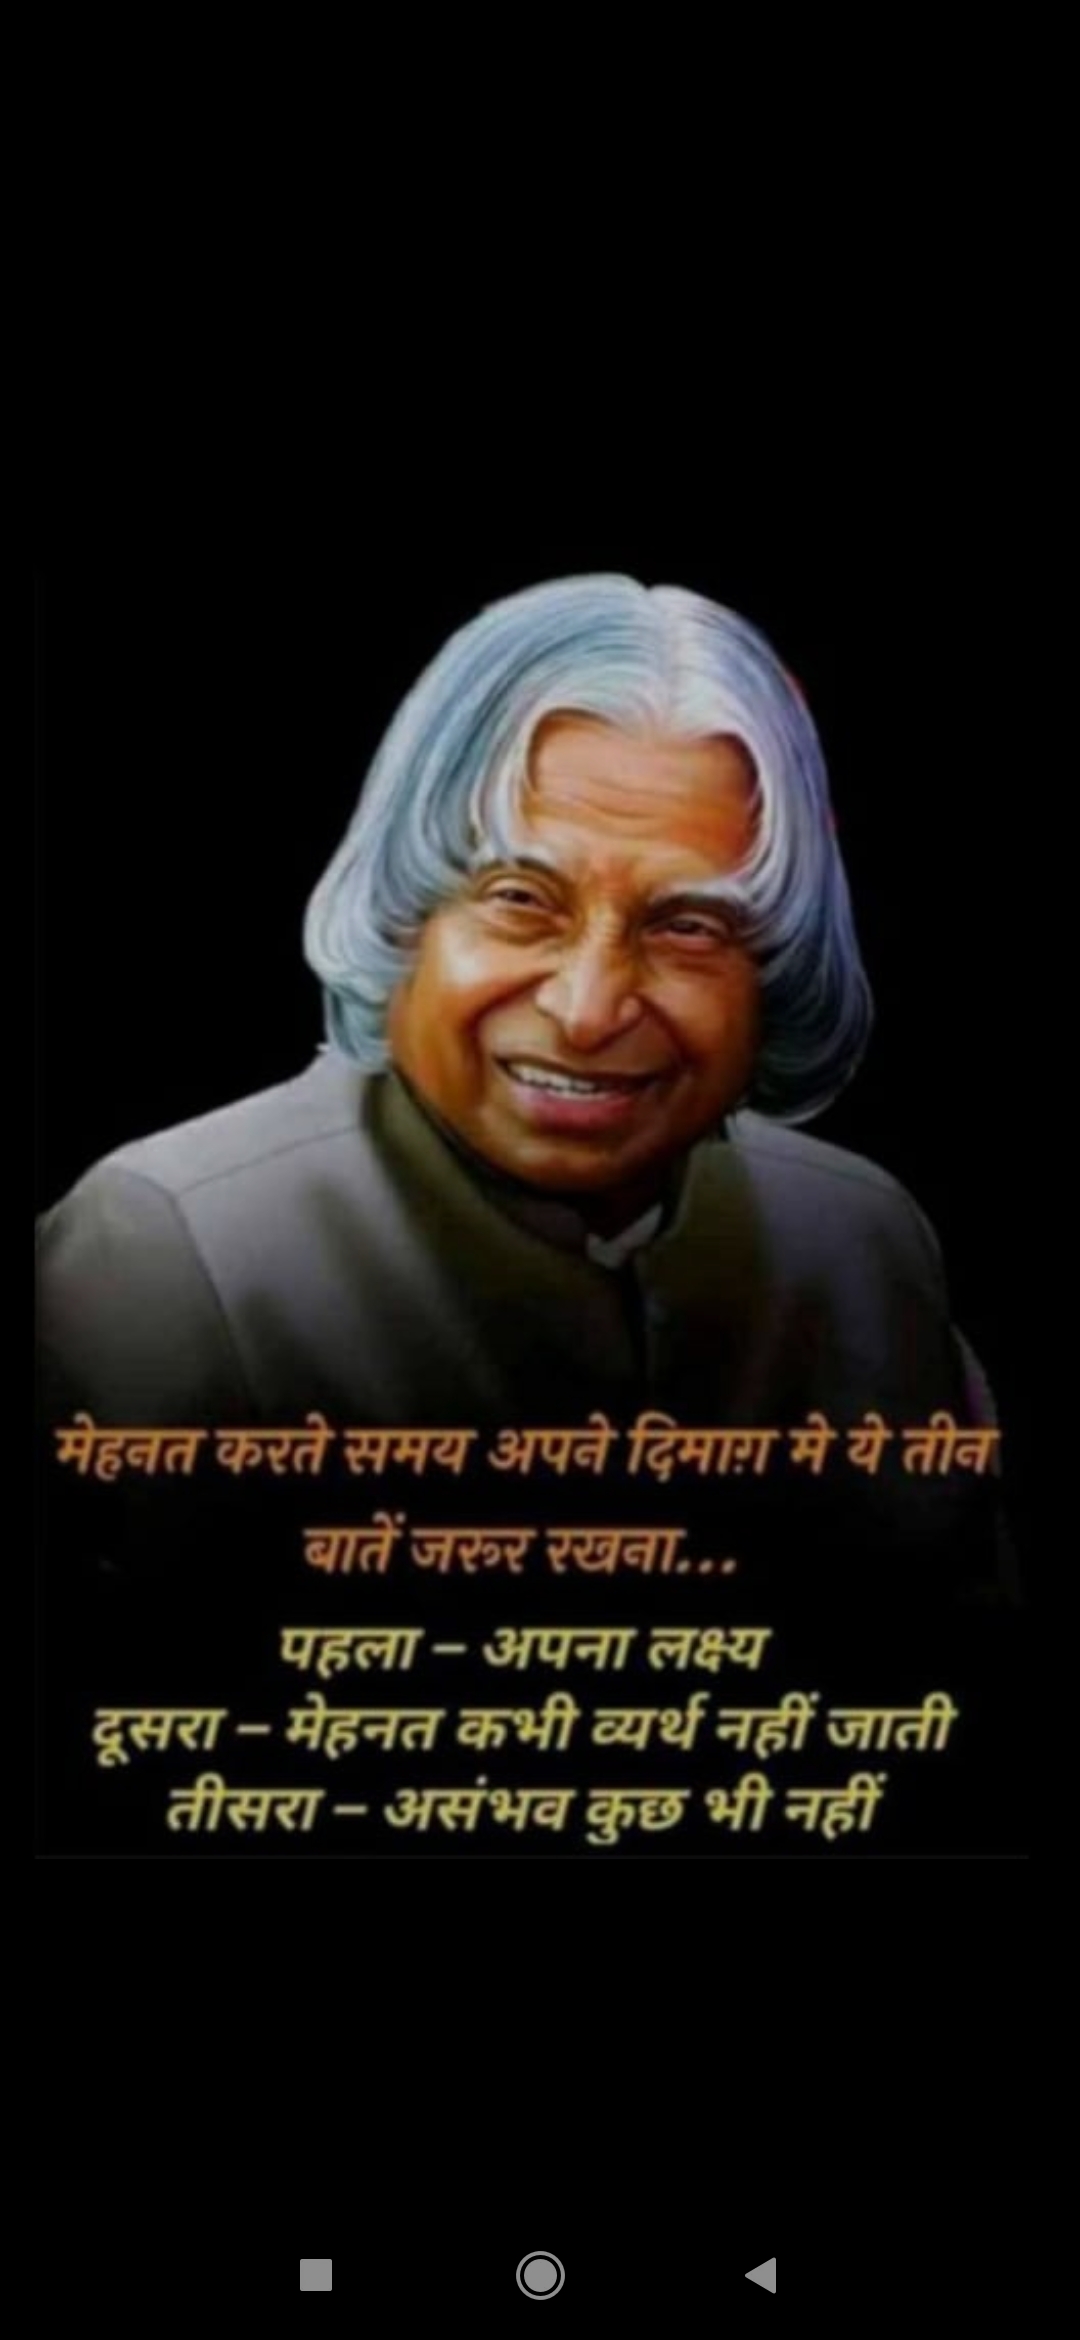 मेहनत करते समय अपने दिमाग़ मे ये तीन
बातें जरूर रखना...
पहला – अपना लक्ष्य
दूसरा – मेहनत कभी व्यर्थ नहीं जाती
तीसरा – असंभव कुछ भी नहीं